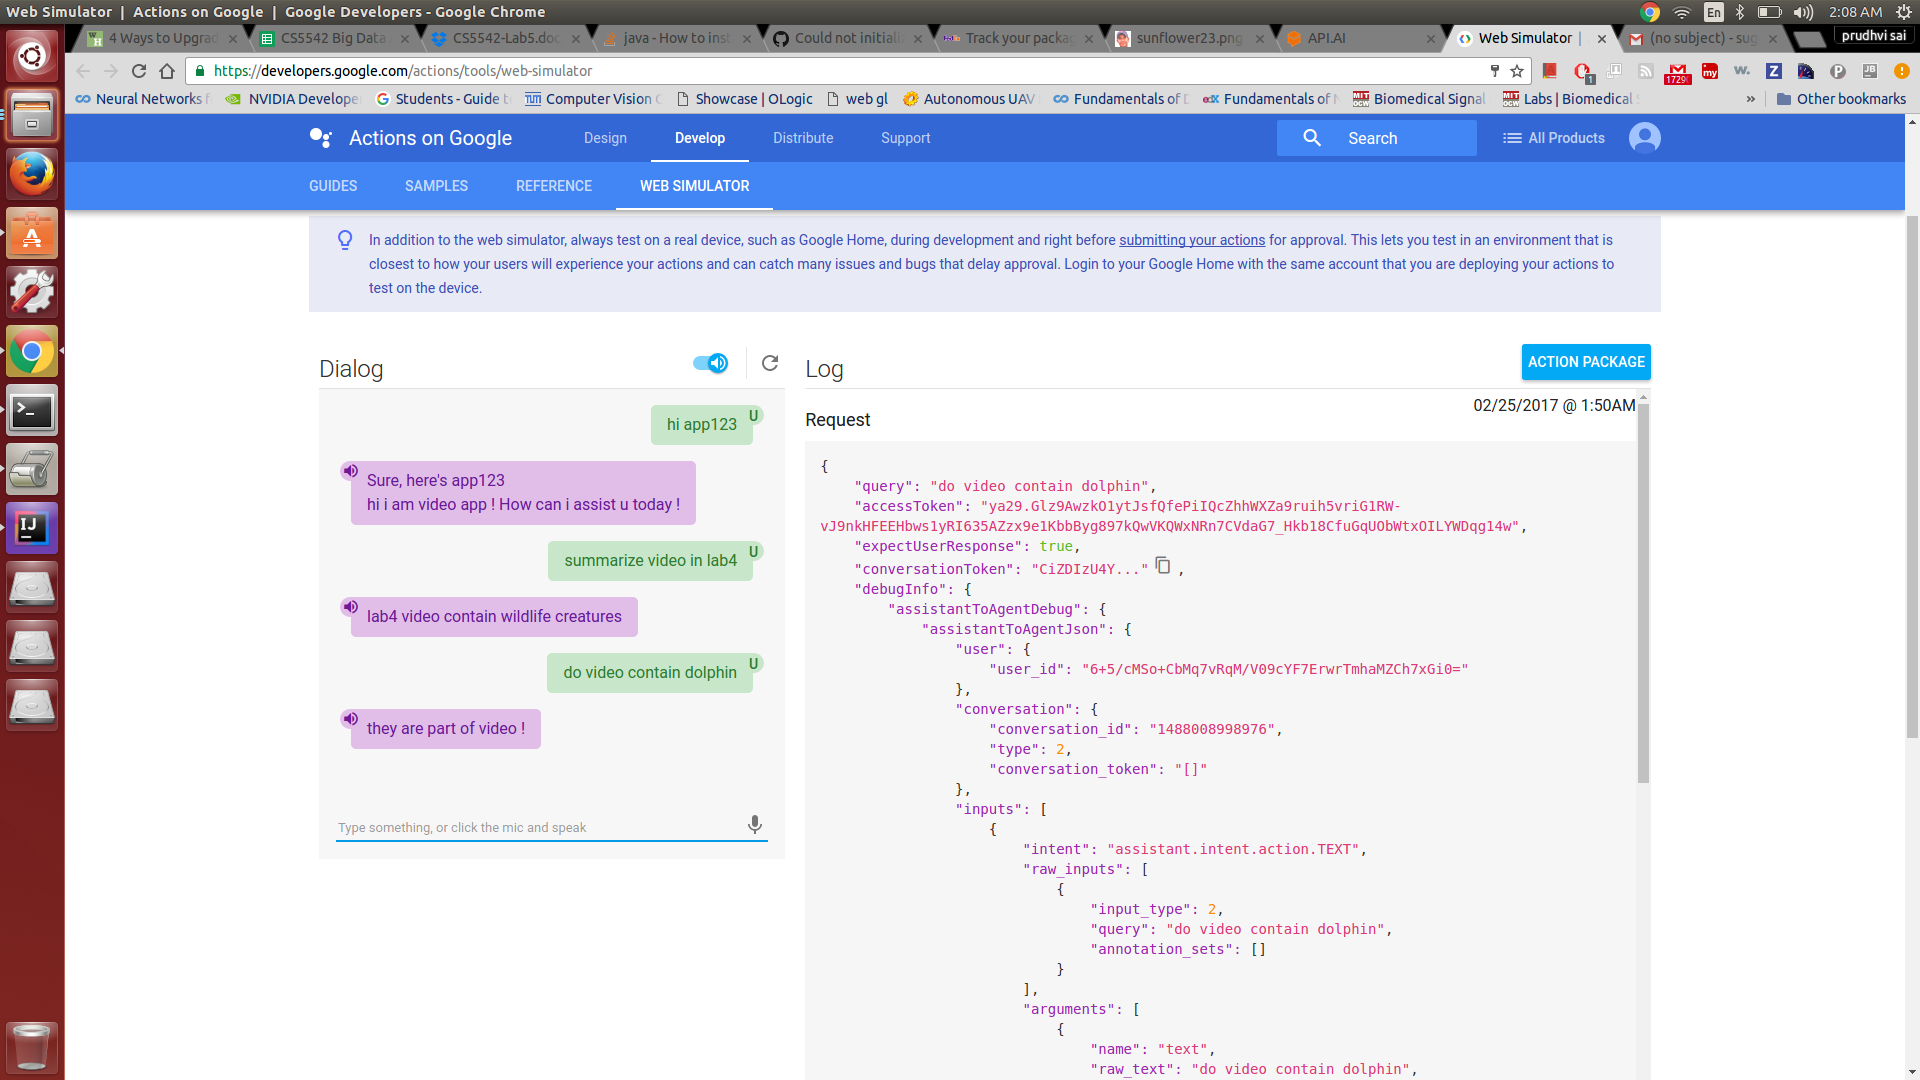 Web Simulator | Actions on Google | Google Developers - Google Chrome
En
2:08 AM
4 Ways to Upgrad
CS5542 Big Data
CS5542-Lab5.doc
java - How to inst
Could not initiali
Track your packag
sunflower23.png
API.AI
Web Simulator |
(no subject) - sug
prudhvi sai
https://developers.google.com/actions/tools/web-simulator
Neural Networks
NVIDIA Develope
Students - Guide t
Computer Vision
Showcase | OLogic
web gl
Autonomous UAV
Fundamentals of
Fundamentals of
Biomedical Signal
Labs | Biomedical
»
Other bookmarks
Actions on Google
Design
Develop
Distribute
Support
Search
All Products
GUIDES
SAMPLES
REFERENCE
WEB SIMULATOR
In addition to the web simulator, always test on a real device, such as Google Home, during development and right before submitting your actions for approval. This lets you test in an environment that is
closest to how your users will experience your actions and can catch many issues and bugs that delay approval. Login to your Google Home with the same account that you are deploying your actions to
test on the device.
Dialog
hi app123
U
Sure, here's app123
hi i am video app ! How can i assist u today !
summarize video in lab4
U
lab4 video contain wildlife creatures
do video contain dolphin
U
they are part of video !
Type something, or click the mic and speak
Log
ACTION PACKAGE
02/25/2017 @ 1:50AM
Request
{
"query": "do video contain dolphin",
"accessToken": "ya29.Glz9AwzkO1ytJsfQfePiIQcZhhWXZa9ruih5vriG1RW-
vJ9nkHFEEHbws1yRI635AZzx9e1KbbByg897kQwVKQWxNRn7CVdaG7_Hkb18CfuGqUObWtxOILYWDqg14w",
"expectUserResponse": true,
"conversationToken": "CiZDIzU4Y..." ,
"debugInfo": {
"assistantToAgentDebug": {
"assistantToAgentJson": {
"user": {
"user_id": "6+5/cMSo+CbMq7vRqM/V09cYF7ErwrTmhaMZCh7xGi0="
},
"conversation": {
"conversation_id": "1488008998976",
"type": 2,
"conversation_token": "[]"
},
"inputs": [
{
"intent": "assistant.intent.action.TEXT",
"raw_inputs": [
{
"input_type": 2,
"query": "do video contain dolphin",
"annotation_sets": []
}
],
"arguments": [
{
"name": "text",
"raw_text": "do video contain dolphin",